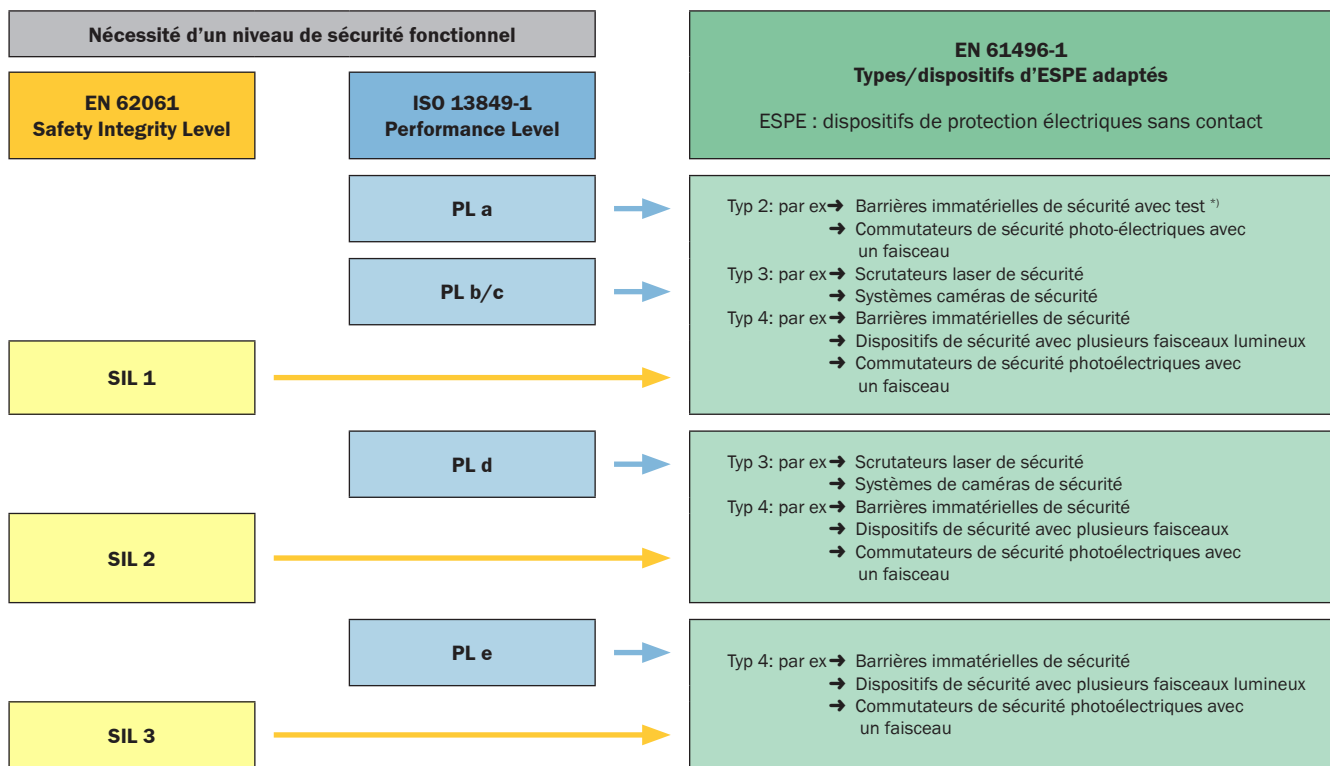 Nécessité d'un niveau de sécurité fonctionnel
EN 62061
Safety Integrity Level
ISO 13849-1
Performance Level
EN 61496-1
Types/dispositifs d'ESPE adaptés
ESPE : dispositifs de protection électriques sans contact
PL a
PL b/c
SIL 1
Typ 2: par ex➜ Barrières immatérielles de sécurité avec test *)
➜ Commutateurs de sécurité photo-électriques avec
un faisceau
Typ 3: par ex➜ Scrutateurs laser de sécurité
➜ Systèmes caméras de sécurité
Typ 4: par ex➜ Barrières immatérielles de sécurité
➜ Dispositifs de sécurité avec plusieurs faisceaux lumineux
➜ Commutateurs de sécurité photoélectriques avec
un faisceau
PL d
SIL 2
Typ 3: par ex➜ Scrutateurs laser de sécurité
➜ Systèmes de caméras de sécurité
Typ 4: par ex➜ Barrières immatérielles de sécurité
➜ Dispositifs de sécurité avec plusieurs faisceaux
➜ Commutateurs de sécurité photoélectriques avec
un faisceau
PL e
SIL 3
Typ 4: par ex➜ Barrières immatérielles de sécurité
➜ Dispositifs de sécurité avec plusieurs faisceaux lumineux
➜ Commutateurs de sécurité photoélectriques avec
un faisceau